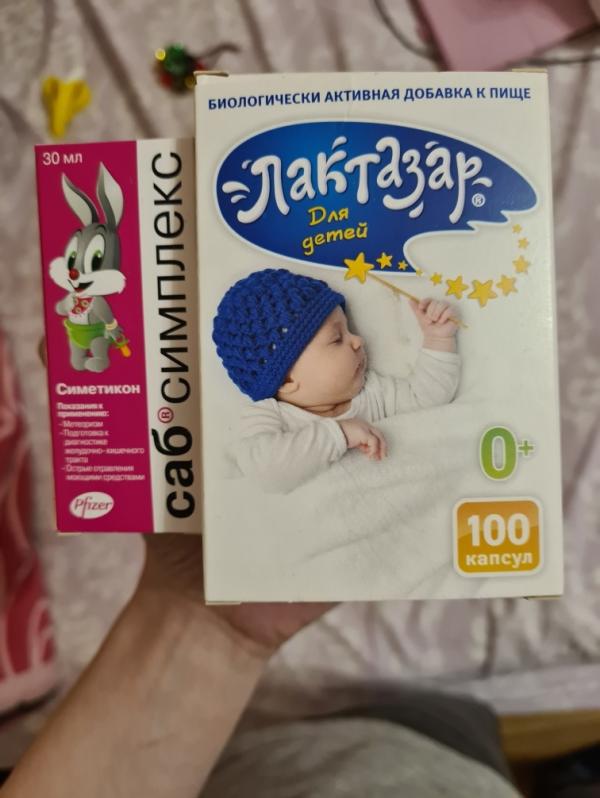 30 МЛ
саб® симплекс
Симетикон
Показания к
применению:
–Метеоризм
–Подготовка к
диагностике
желудочно-кишечного
тракта
–Острые отравления
моющими средствами
Pfizer
БИОЛОГИЧЕСКИ АКТИВНАЯ ДОБАВКА К ПИЩЕ
Лактазар®
Для
детей
0+
100
капсул